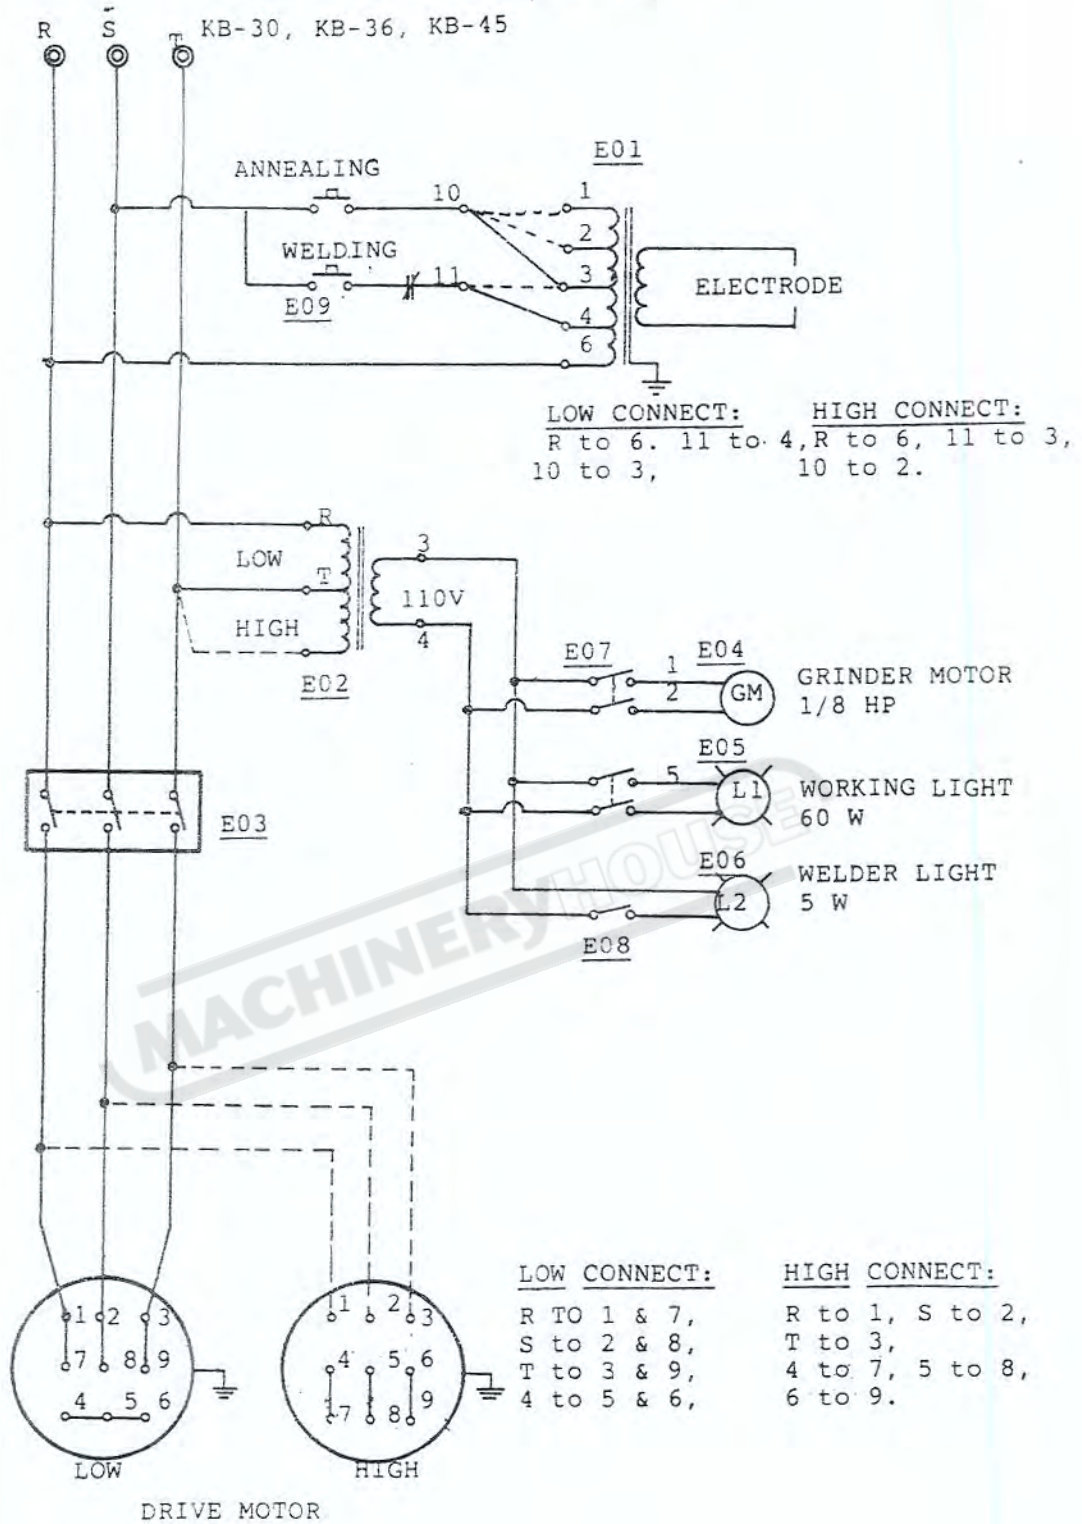 R S T KB-30, KB-36, KB-45
E01
ANNEALING
10 1
2
WELDING
11 3
E09
ELECTRODE
4
6
LOW CONNECT: HIGH CONNECT:
R to 6. 11 to 4, R to 6, 11 to 3,
10 to 3, 10 to 2.
R
LOW
3
T
110V
HIGH
4
E02
E07 1 E04
2 GM
GRINDER MOTOR
1/8 HP
E05
5 L1
WORKING LIGHT
60 W
E03
E06
WELDER LIGHT
L2 5 W
E08
MACHINERYHOUSE
LOW CONNECT: HIGH CONNECT:
R TO 1 & 7, R to 1, S to 2,
S to 2 & 8, T to 3,
T to 3 & 9, 4 to 7, 5 to 8,
4 to 5 & 6, 6 to 9.
1 2 3
7 8 9
4 5 6
LOW
1 2 3
4 5 6
7 8 9
HIGH
DRIVE MOTOR